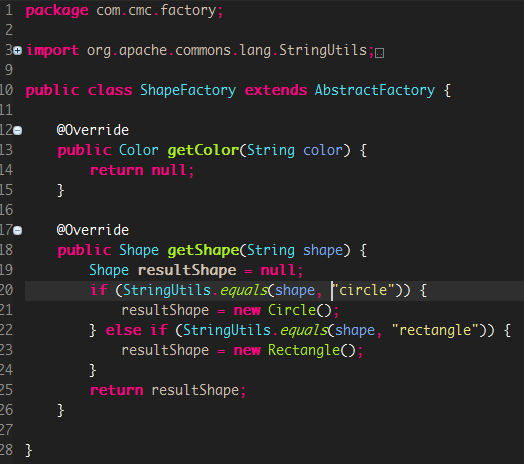 1 package com.cmc.factory;
2
3 import org.apache.commons.lang.StringUtils;
9
10 public class ShapeFactory extends AbstractFactory {
11
12     @Override
13     public Color getColor(String color) {
14         return null;
15     }
16
17     @Override
18     public Shape getShape(String shape) {
19         Shape resultShape = null;
20         if (StringUtils.equals(shape, "circle")) {
21             resultShape = new Circle();
22         } else if (StringUtils.equals(shape, "rectangle")) {
23             resultShape = new Rectangle();
24         }
25         return resultShape;
26     }
27
28 }